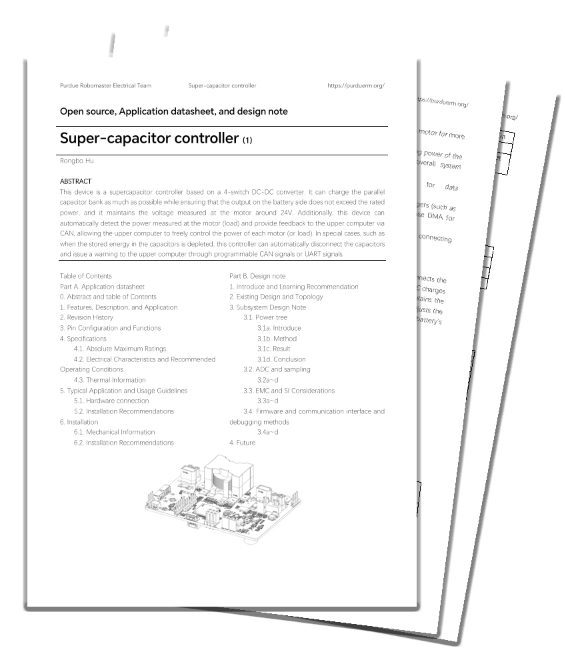 Purdue Robomaster Electrical Team Super-capacitor controller https://purduerm.org/
Open source, Application datasheet, and design note
Super-capacitor controller (1)
Rongbo Hu
ABSTRACT
This device is a supercapacitor controller based on a 4-switch DC-DC converter. It can charge the parallel
capacitor bank as much as possible while ensuring that the output on the battery side does not exceed the rated
power, and it maintains the voltage measured at the motor around 24V. Additionally, this device can
automatically detect the power measured at the motor (load) and provide feedback to the upper computer via
CAN, allowing the upper computer to freely control the power of each motor (or load). In special cases, such as
when the stored energy in the capacitors is depleted, this controller can automatically disconnect the capacitors
and issue a warning to the upper computer through programmable CAN signals or UART signals.
Table of Contents
Part A. Application datasheet
0. Abstract and table of Contents
1. Features, Description, and Application
2. Revision History
3. Pin Configuration and Functions
4. Specifications
4.1. Absolute Maximum Ratings
4.2. Electrical Characteristics and Recommended
Operating Conditions
4.3. Thermal Information
5. Typical Application and Usage Guidelines
5.1. Hardware connection
5.2. Installation Recommendations
6. Installation
6.1. Mechanical Information
6.2. Installation Recommendations
Part B. Design note
1. Introduce and Learning Recommendation
2. Existing Design and Topology
3. Subsystem Design Note
3.1. Power tree
3.1a. Introduce
3.1b. Method
3.1c. Result
3.1d. Conclusion
3.2. ADC and sampling
3.2a~d
3.3. EMC and SI Considerations
3.3a~d
3.4. Firmware and communication interface and
debugging methods
3.4a~d
4. Future
https://purduerm.org/
motor for more
power of the
overall system
for data
(such as
DMA for
connecting
the
charges
the
the
battery's
.org/